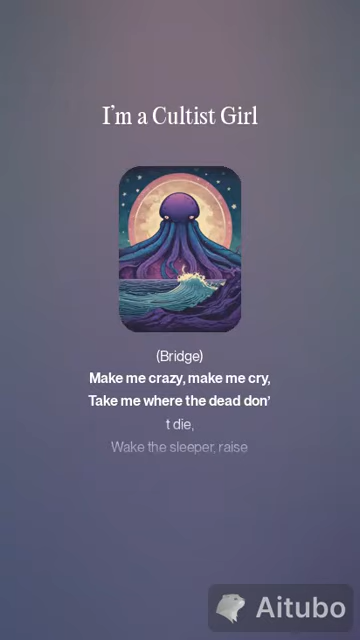 I'm a Cultist Girl
(Bridge)
Make me crazy, make me cry,
Take me where the dead don'
t die,
Wake the sleeper, raise
Aitubo